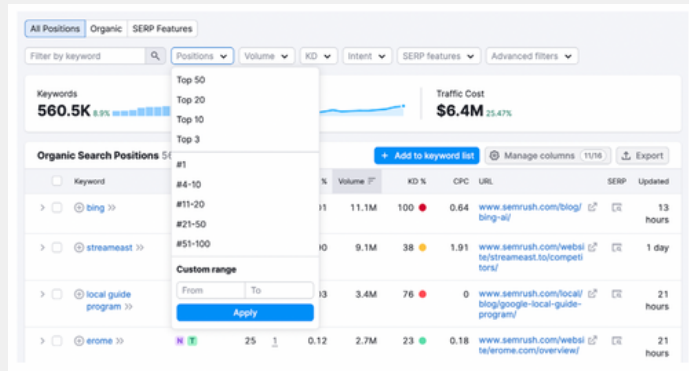 All Positions Organic SERP Features
Filter by keyword Positions Volume KD Intent SERP features Advanced filters
Top 50
Top 20
Top 10
Top 3
#1
#4-10
#11-20
#21-50
#51-100
Custom range
From To
Apply
Keywords
560.5K 8.9%
Traffic Cost
$6.4M 25.47%
Organic Search Positions
+ Add to keyword list Manage columns 11/16 Export
Keyword % Volume KD % CPC URL SERP Updated
bing 11.1M 100 0.64 www.semrush.com/blog/
bing-ai/
13
hours
streameast 9.1M 38 1.91 www.semrush.com/websi
te/streameast.to/competi
tors/
1 day
local guide
program
3.4M 76 0 www.semrush.com/local/
blog/google-local-guide-
program/
21
hours
erome N T 25 1 0.12 2.7M 23 0.18 www.semrush.com/websi
te/erome.com/overview/
21
hours